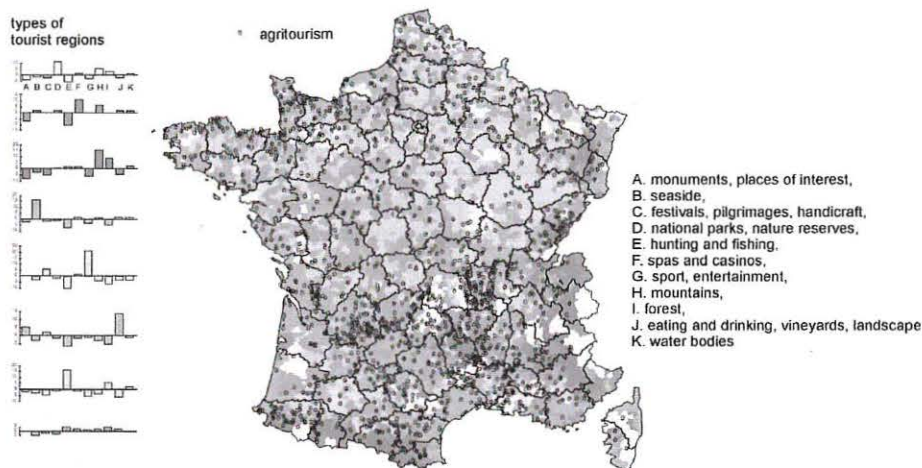 types of
tourist regions
agritourism
A B C D E F G H I J K
A. monuments, places of interest,
B. seaside,
C. festivals, pilgrimages, handicraft,
D. national parks, nature reserves,
E. hunting and fishing,
F. spas and casinos,
G. sport, entertainment,
H. mountains,
I. forest,
J. eating and drinking, vineyards, landscape
K. water bodies